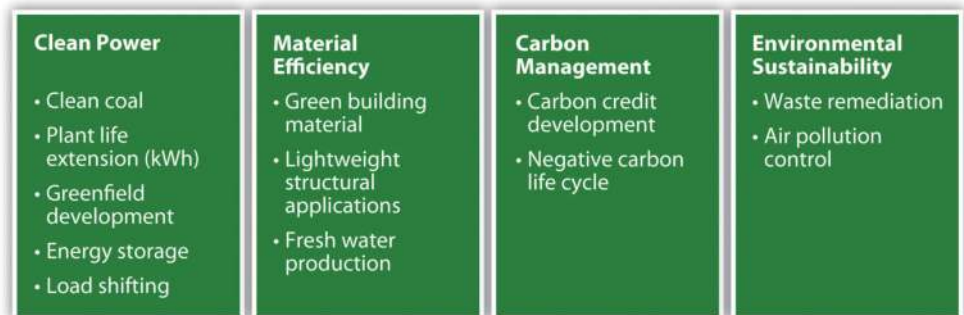 Clean Power
• Clean coal
• Plant life
extension (kWh)
• Greenfield
development
• Energy storage
• Load shifting
Material
Efficiency
• Green building
material
• Lightweight
structural
applications
• Fresh water
production
Carbon
Management
• Carbon credit
development
• Negative carbon
life cycle
Environmental
Sustainability
• Waste remediation
• Air pollution
control